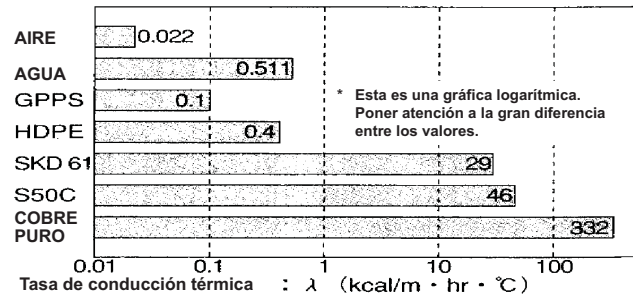 AIRE 0.022
AGUA 0.511
GPPS 0.1
* Esta es una gráfica logarítmica.
Poner atención a la gran diferencia
entre los valores.
HDPE 0.4
SKD 61 29
S50C 46
COBRE
PURO 332
0.01 0.1 1 10 100
Tasa de conducción térmica : λ (kcal/m・hr・℃)